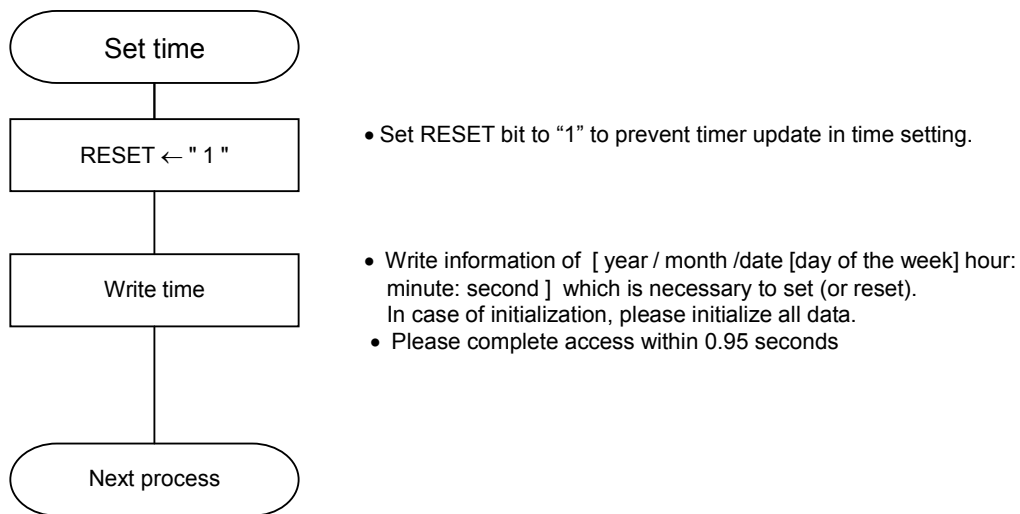 Set time
RESET ← " 1 "
• Set RESET bit to “1” to prevent timer update in time setting.
Write time
• Write information of [ year / month /date [day of the week] hour:
minute: second ] which is necessary to set (or reset).
In case of initialization, please initialize all data.
• Please complete access within 0.95 seconds
Next process